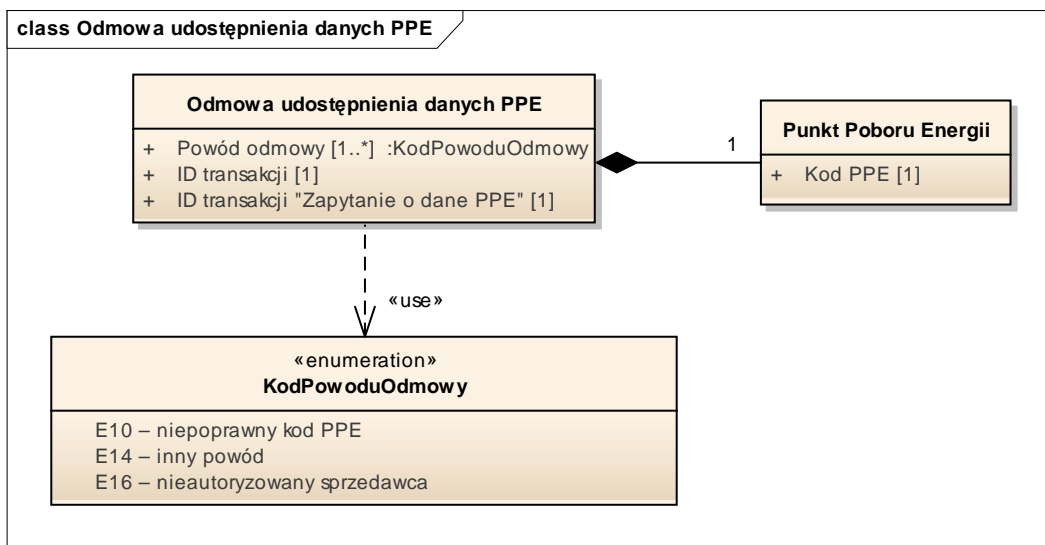 class Odmowa udostępnienia danych PPE
Odmowa udostępnienia danych PPE
+ Powód odmowy [1..*] :KodPowoduOdmowy
+ ID transakcji [1]
+ ID transakcji "Zapytanie o dane PPE" [1]
1
Punkt Poboru Energii
+ Kod PPE [1]
«use»
«enumeration»
KodPowoduOdmowy
E10 – niepoprawny kod PPE
E14 – inny powód
E16 – nieautoryzowany sprzedawca